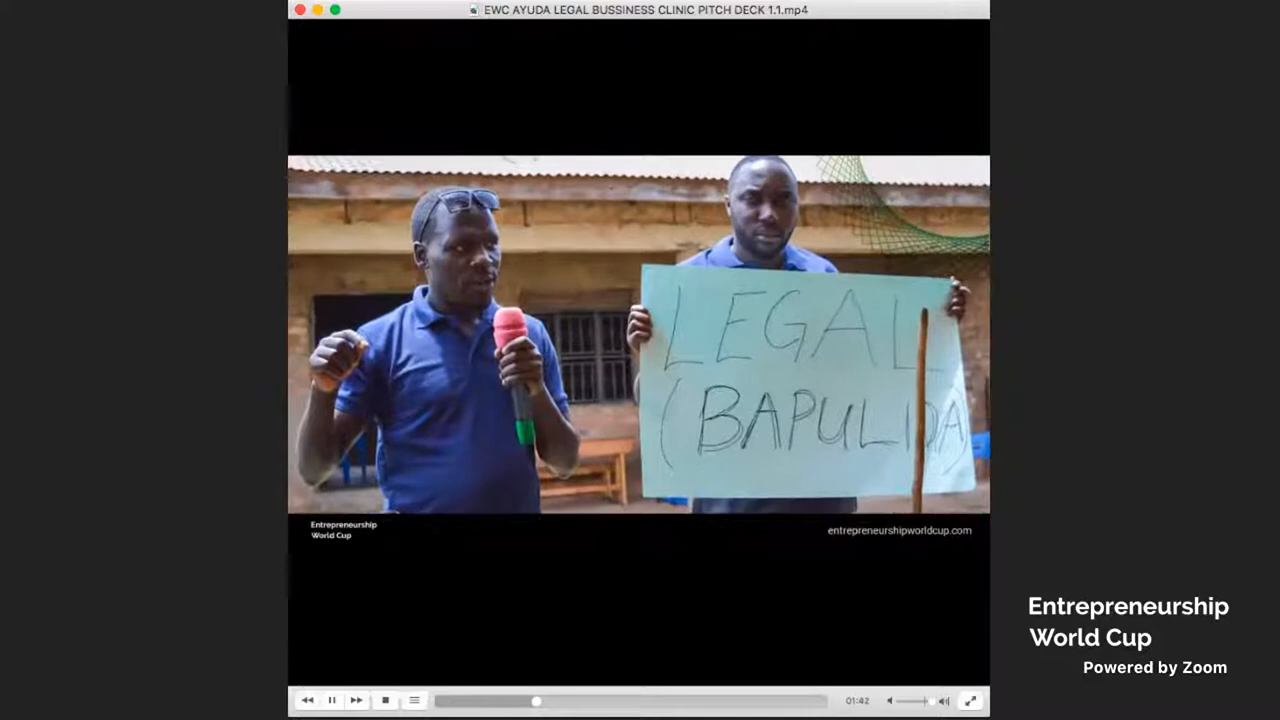 EWC AYUDA LEGAL BUSSINESS CLINIC PITCH DECK 1.1.mp4
LEGAL
(BAPULIDA)
Entrepreneurship
World Cup
entrepreneurshipworldcup.com
Entrepreneurship
World Cup
Powered by Zoom
01:42